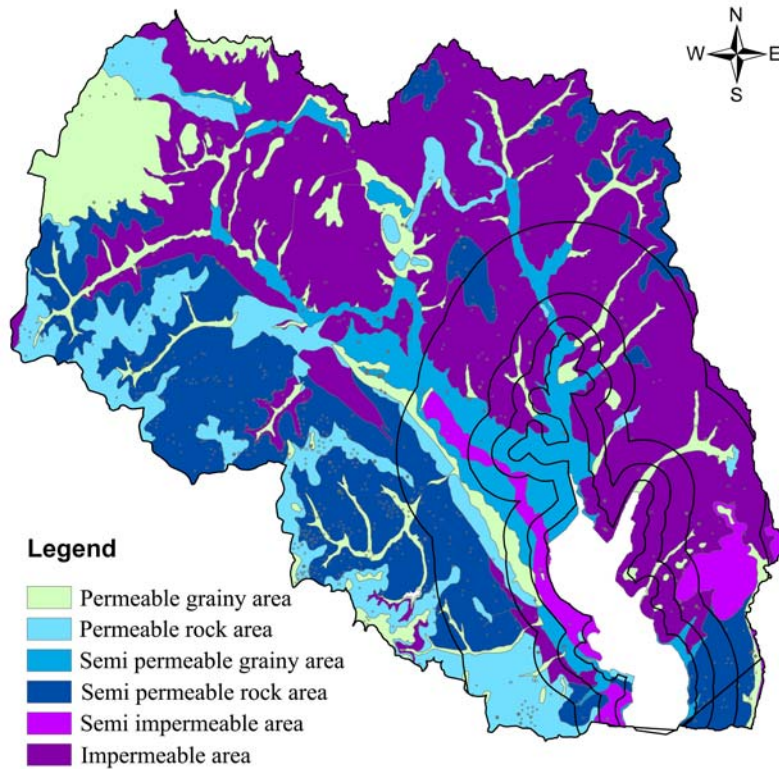 N
W E
S
Legend
Permeable grainy area
Permeable rock area
Semi permeable grainy area
Semi permeable rock area
Semi impermeable area
Impermeable area